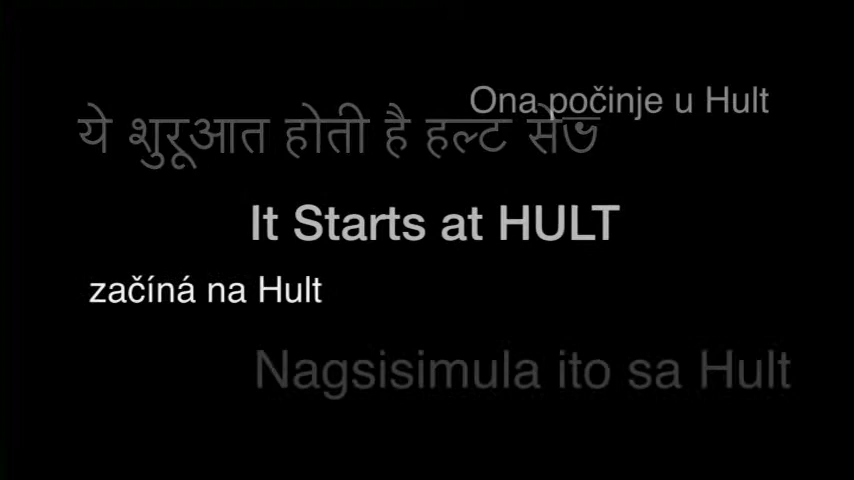 Ona počinje u Hult
ये शुरूआत होती है हल्ट
It Starts at HULT
začíná na Hult
Nagsisimula ito sa Hult